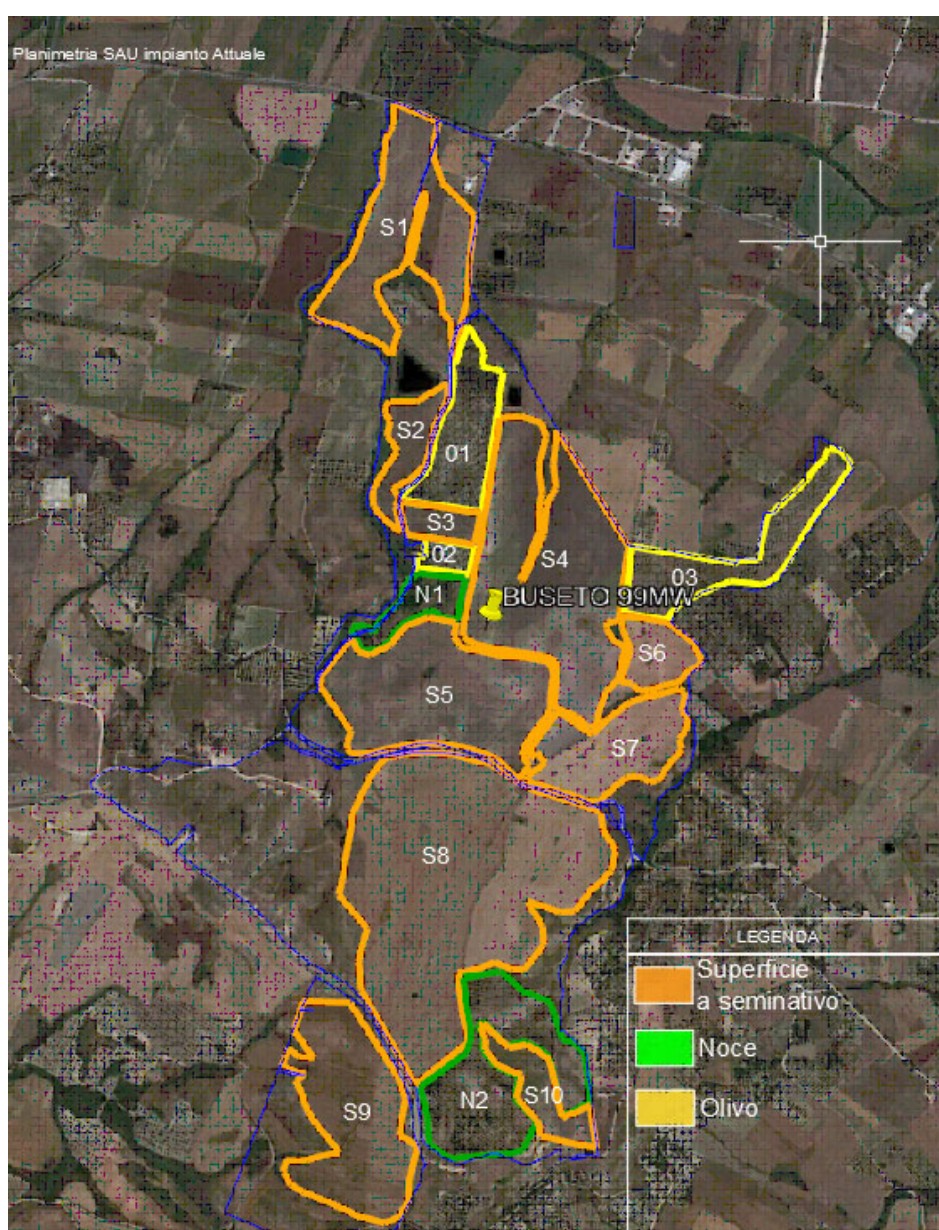 Planimetria SAU impianto Attuale
S1
S2
01
S3
02
S4
03
N1
BUSETO 99MW
S6
S5
S7
S8
LEGENDA
Superficie
a seminativo
Noce
Olivo
S9
N2
S10